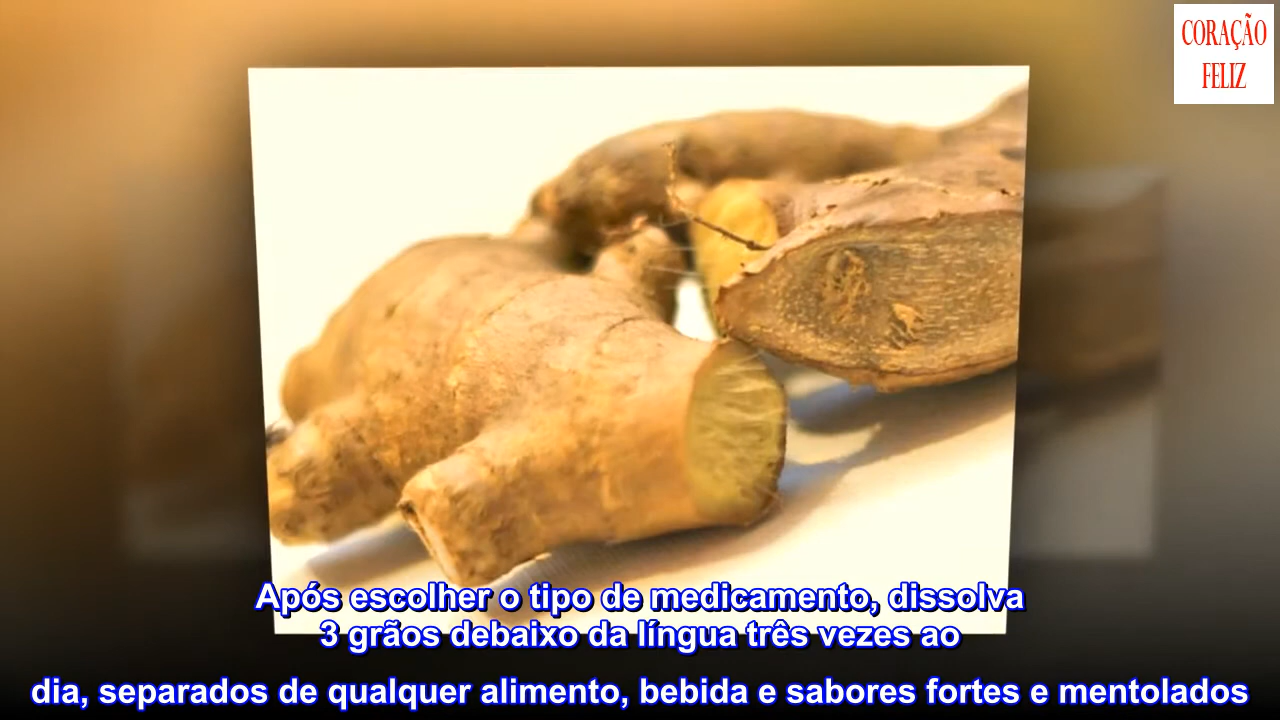 CORAÇÃO
FELIZ
Após escolher o tipo de medicamento, dissolva
3 grãos debaixo da língua três vezes ao
dia, separados de qualquer alimento, bebida e sabores fortes e mentolados